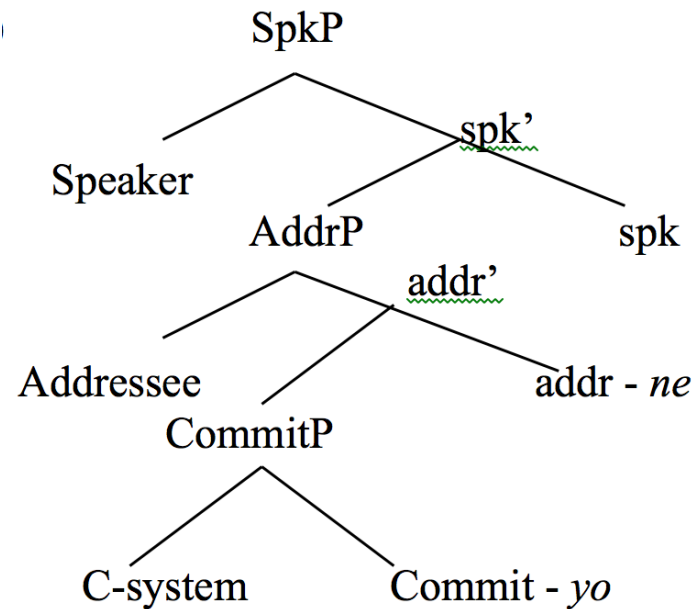 SpkP
spk’
Speaker
AddrP spk
addr’
Addressee addr - ne
CommitP
C-system Commit - yo